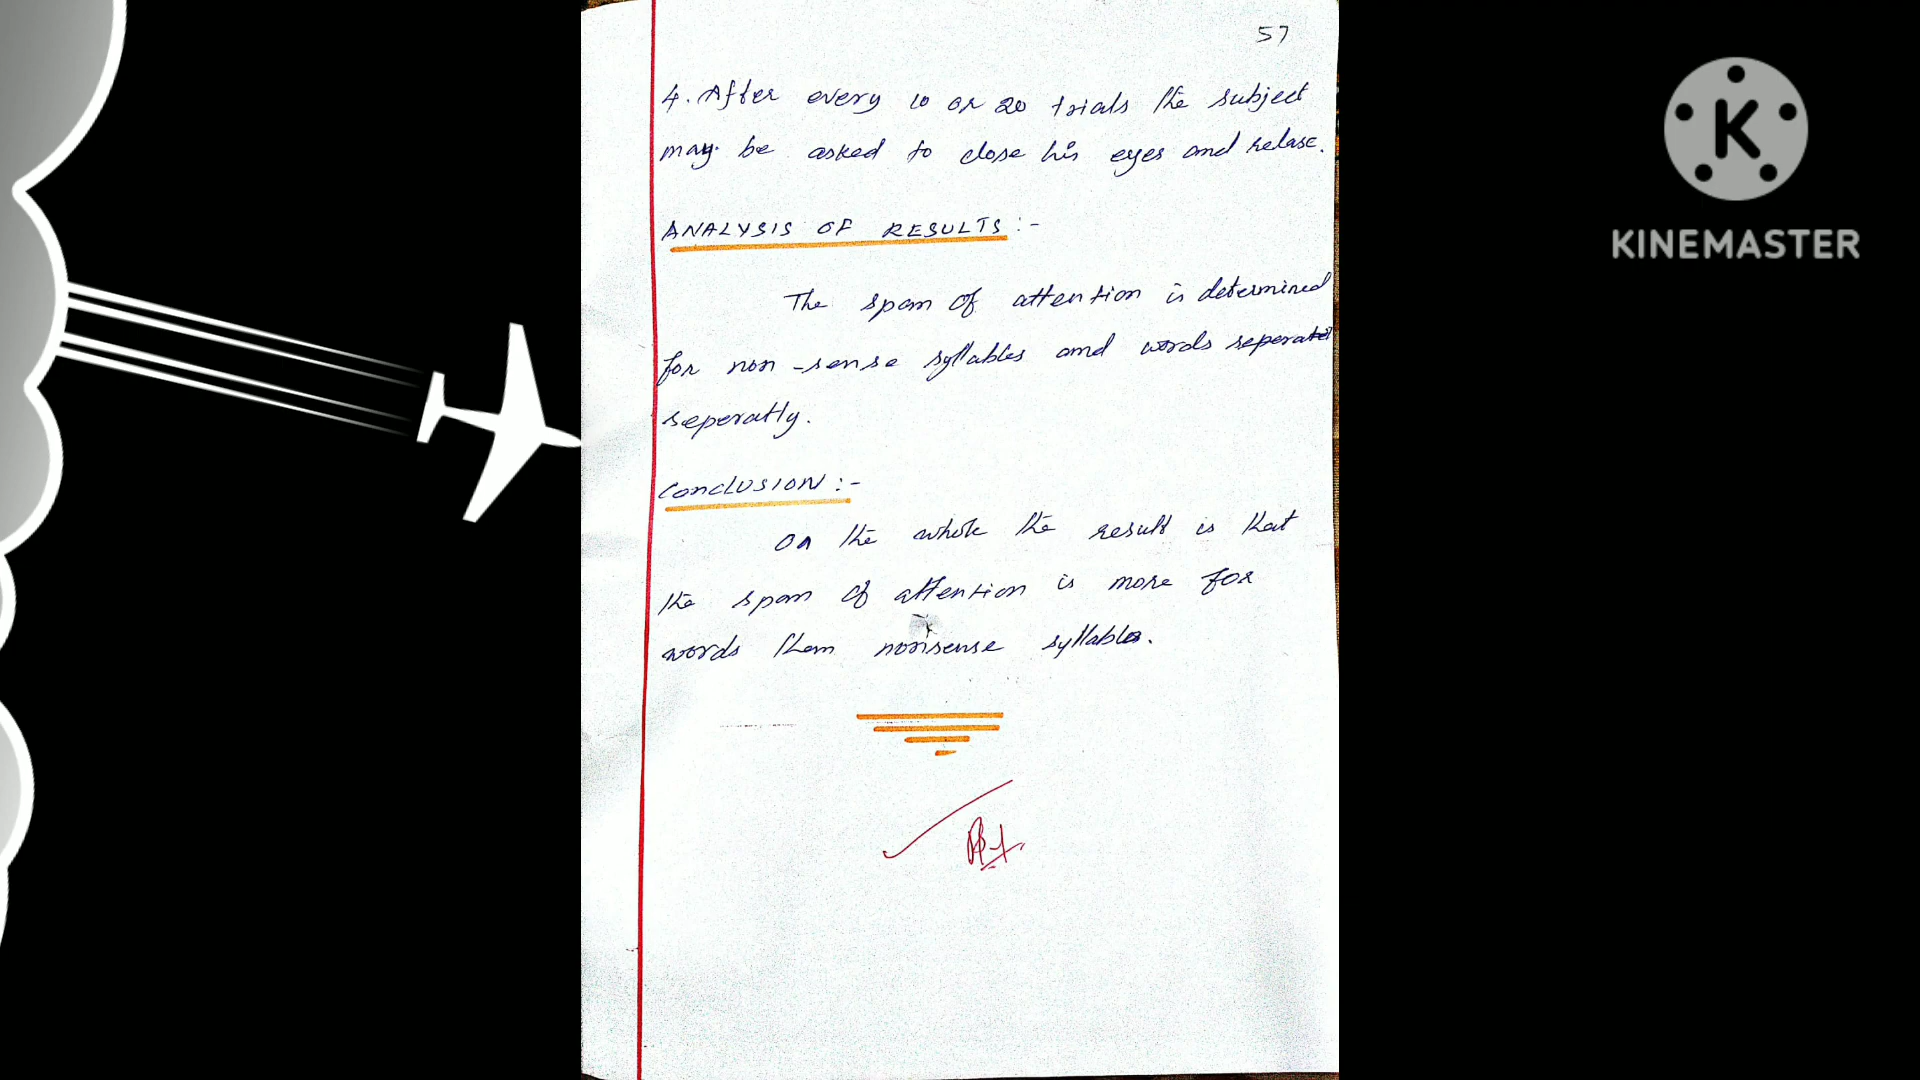 57
4. After every 10 or 20 trials the subject
may be asked to close his eyes and relax.
ANALYSIS OF RESULTS :-
The span of attention is determined
for non-sense syllables and words seperat
seperatly.
CONCLUSION :-
On the whole the result is that
the span of attention is more for
words than nonsense syllables.
K
KINEMASTER